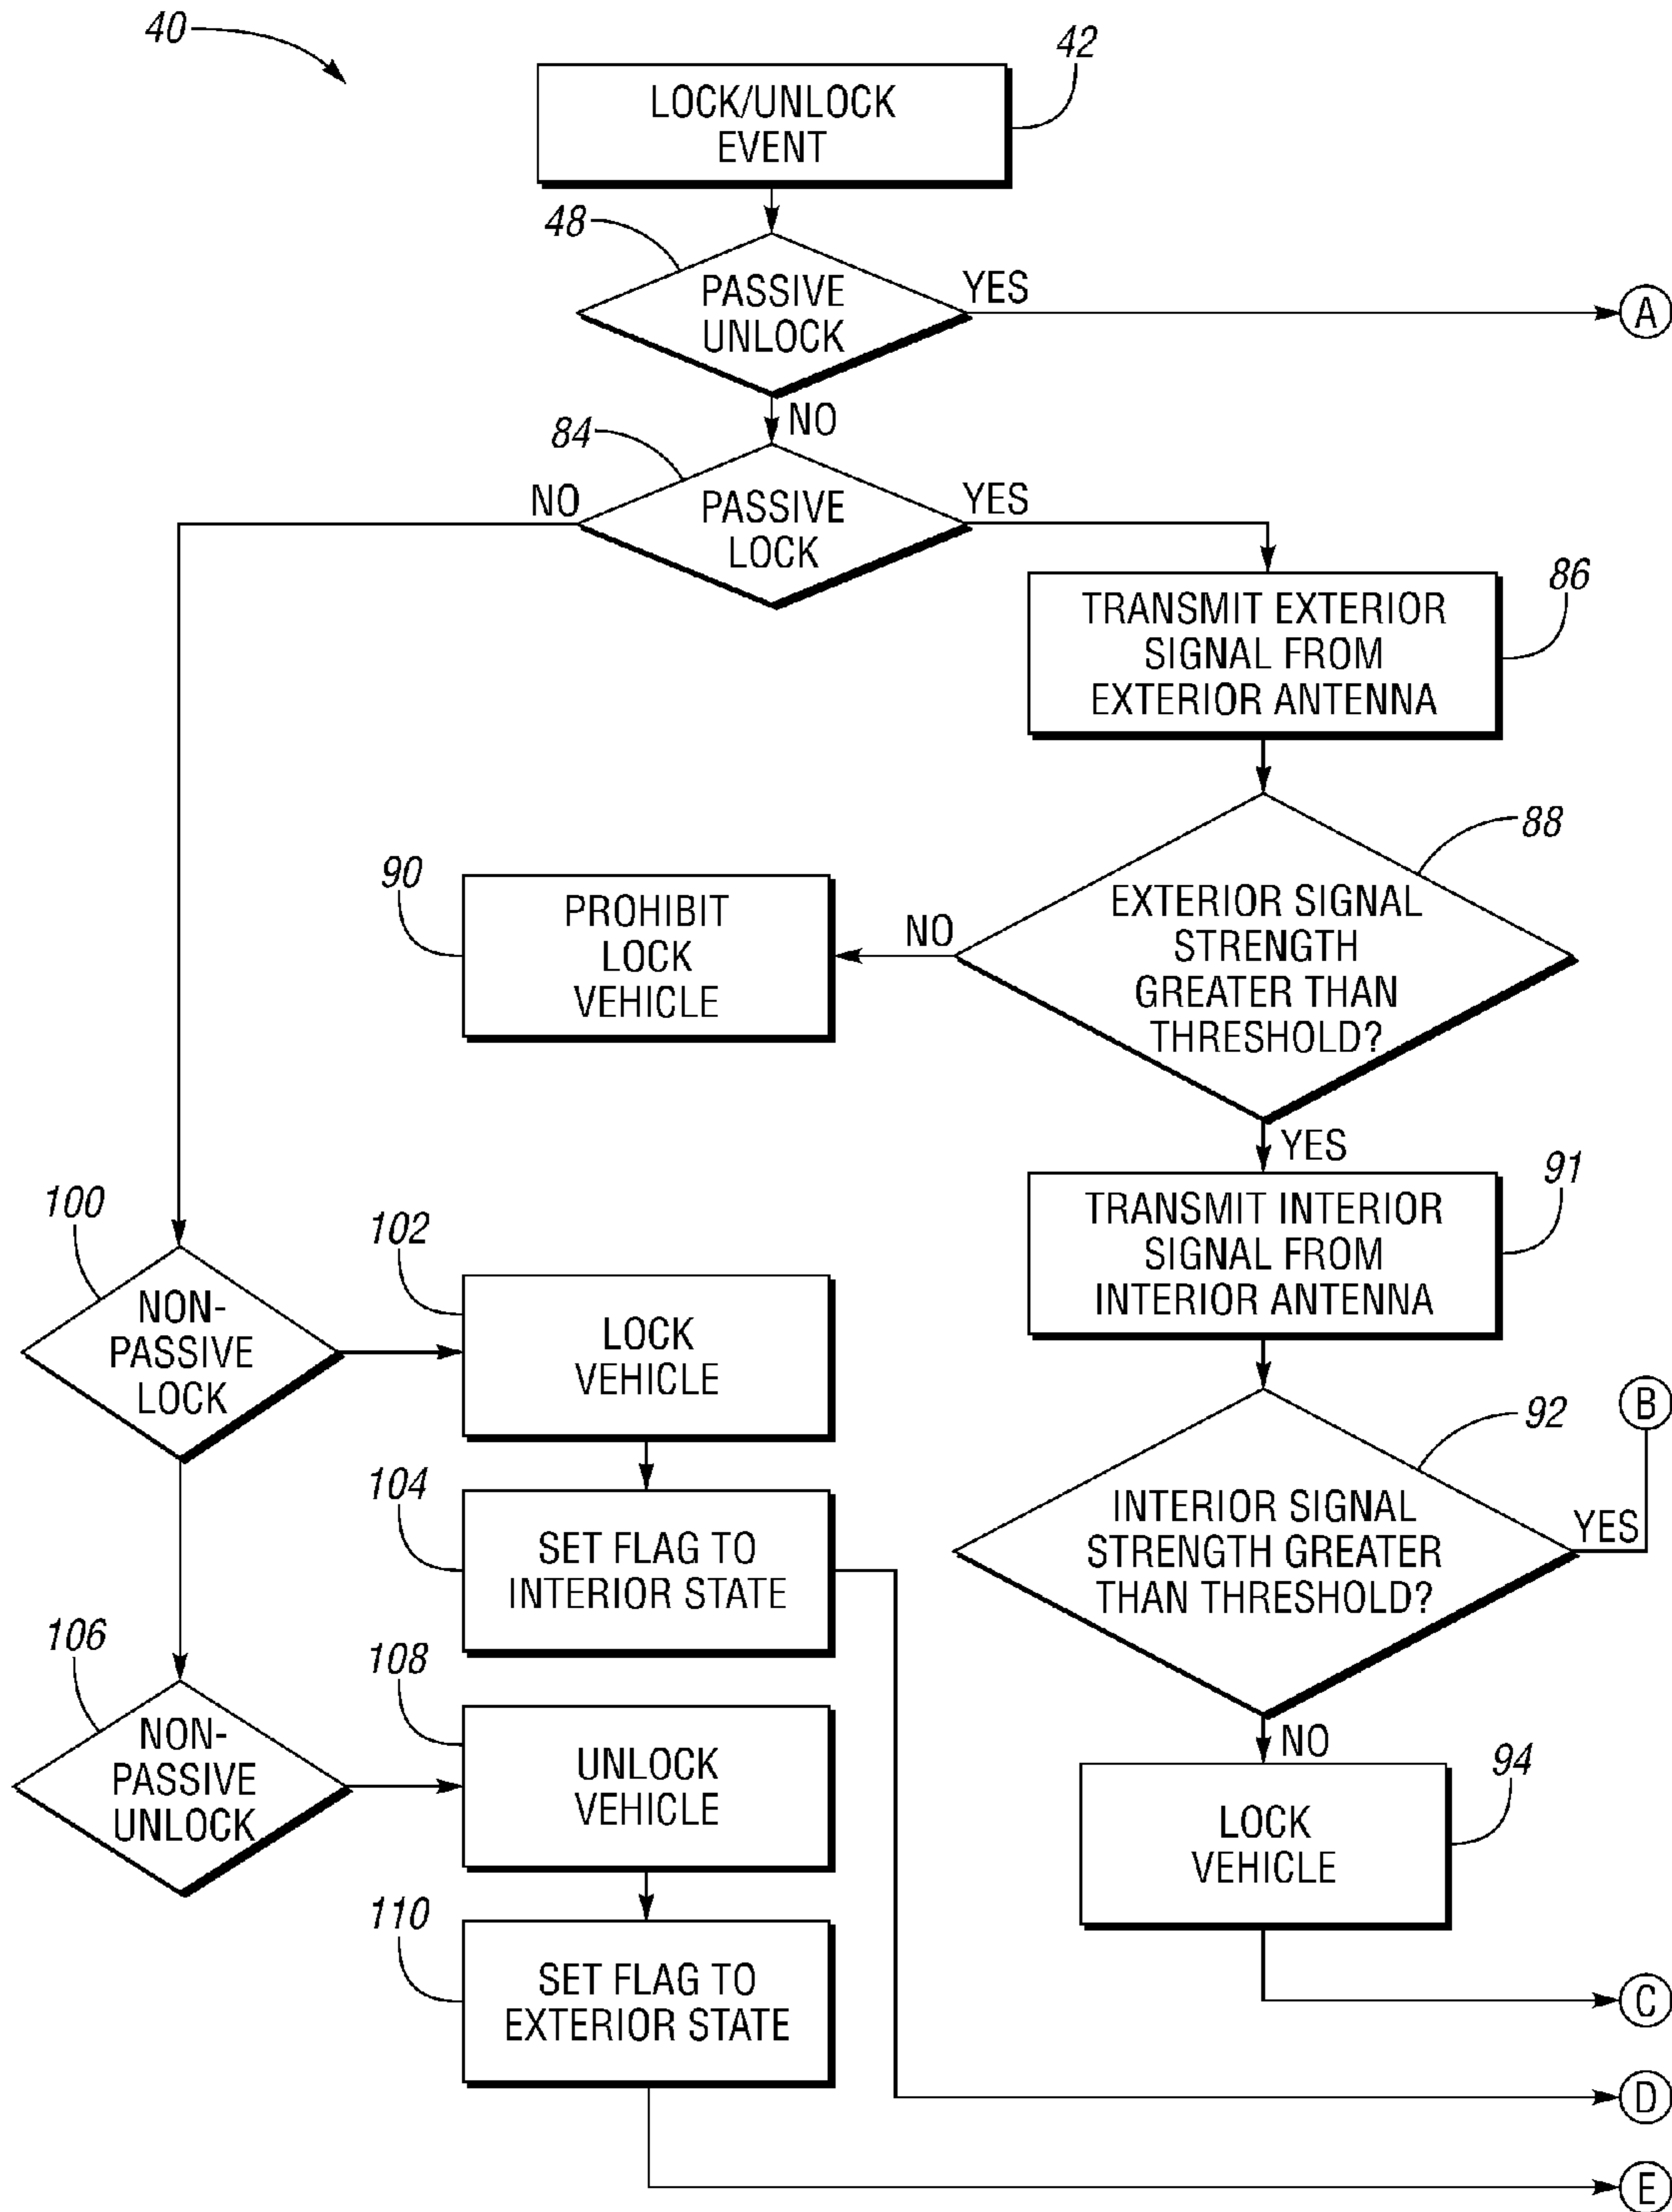 40
42
LOCK/UNLOCK
EVENT
48
PASSIVE
UNLOCK
YES
A
NO
84
PASSIVE
LOCK
NO
YES
86
TRANSMIT EXTERIOR
SIGNAL FROM
EXTERIOR ANTENNA
88
EXTERIOR SIGNAL
STRENGTH
GREATER THAN
THRESHOLD?
NO
90
PROHIBIT
LOCK
VEHICLE
YES
91
TRANSMIT INTERIOR
SIGNAL FROM
INTERIOR ANTENNA
100
NON-
PASSIVE
LOCK
102
LOCK
VEHICLE
B
92
INTERIOR SIGNAL
STRENGTH GREATER
THAN THRESHOLD?
YES
104
SET FLAG TO
INTERIOR STATE
106
NON-
PASSIVE
UNLOCK
108
UNLOCK
VEHICLE
NO
94
LOCK
VEHICLE
110
SET FLAG TO
EXTERIOR STATE
C
D
E